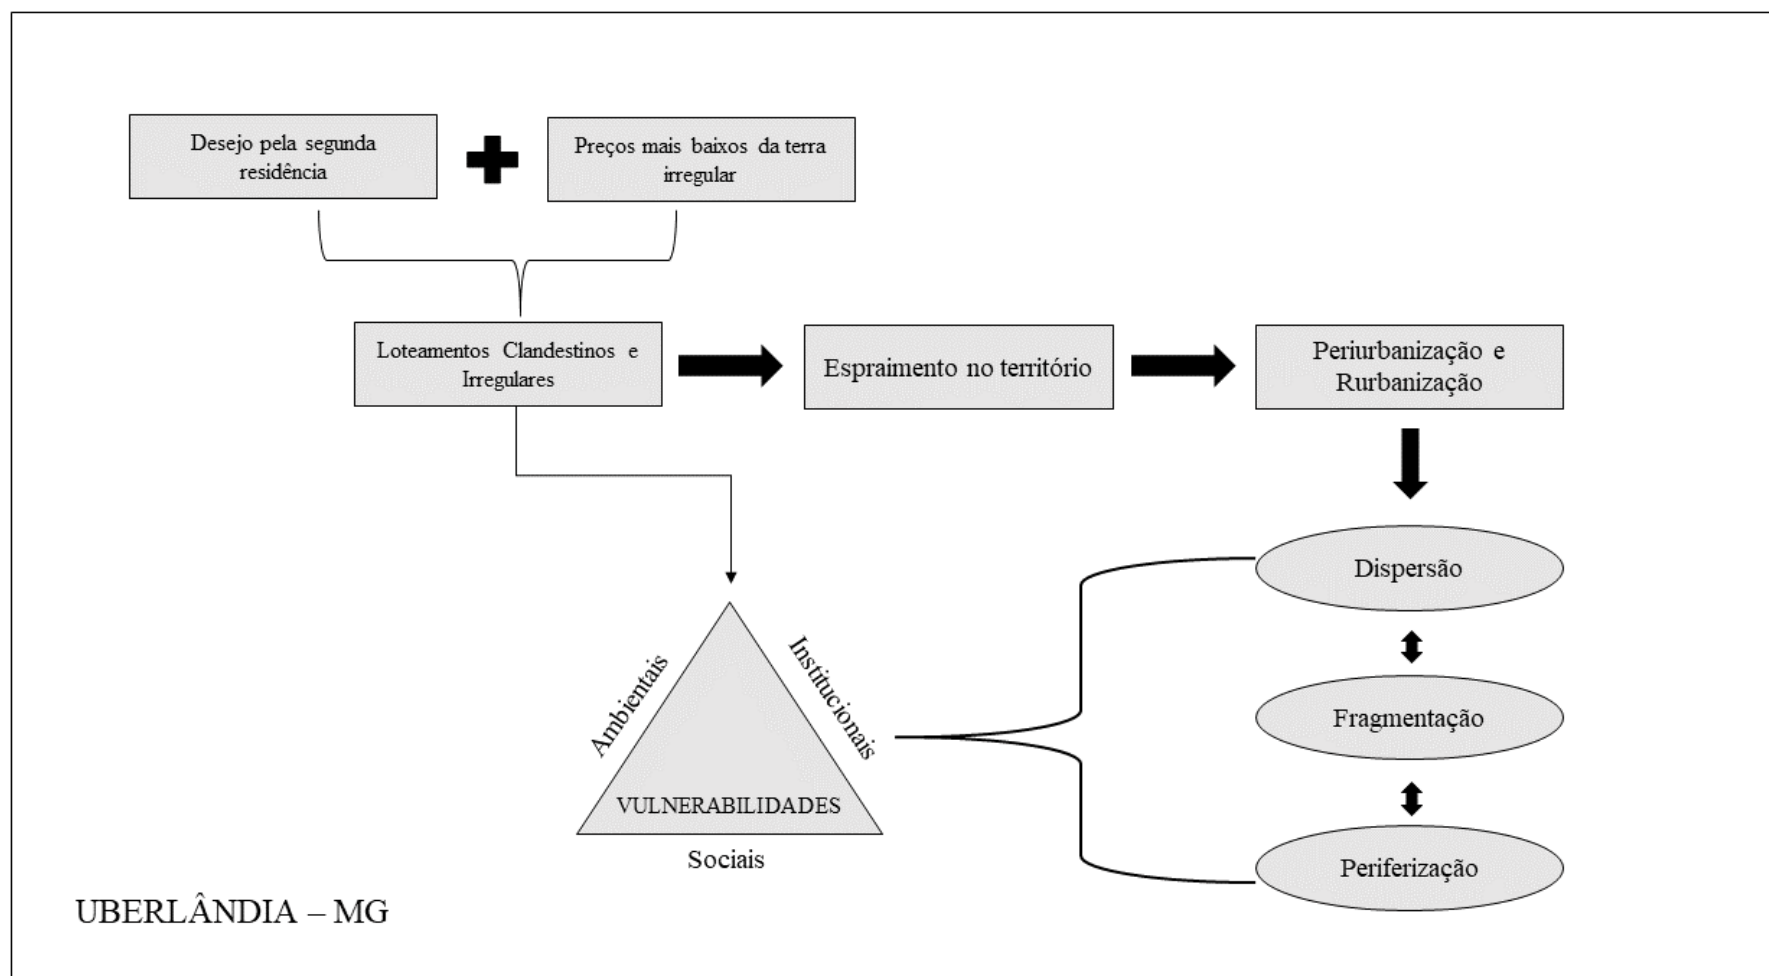 Desejo pela segunda
residência
Preços mais baixos da terra
irregular
Loteamentos Clandestinos e
Irregulares
Espraimento no território
Periurbanização e
Rurbanização
Dispersão
Fragmentação
Periferização
Ambientais
Institucionais
VULNERABILIDADES
Sociais
UBERLÂNDIA – MG